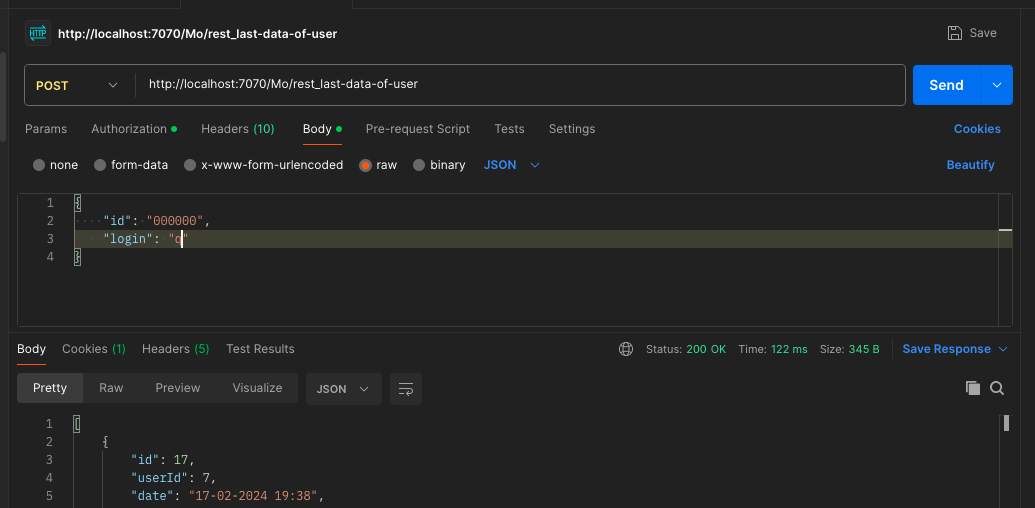 HTTP http://localhost:7070/Mo/rest_last-data-of-user Save
POST http://localhost:7070/Mo/rest_last-data-of-user Send
Params Authorization Headers (10) Body Pre-request Script Tests Settings Cookies
none form-data x-www-form-urlencoded raw binary JSON Beautify
1 {
2 "id": "000000",
3 "login": "q"
4 }
Body Cookies (1) Headers (5) Test Results Status: 200 OK Time: 122 ms Size: 345 B Save Response
Pretty Raw Preview Visualize JSON
1 [
2 {
3 "id": 17,
4 "userId": 7,
5 "date": "17-02-2024 19:38",